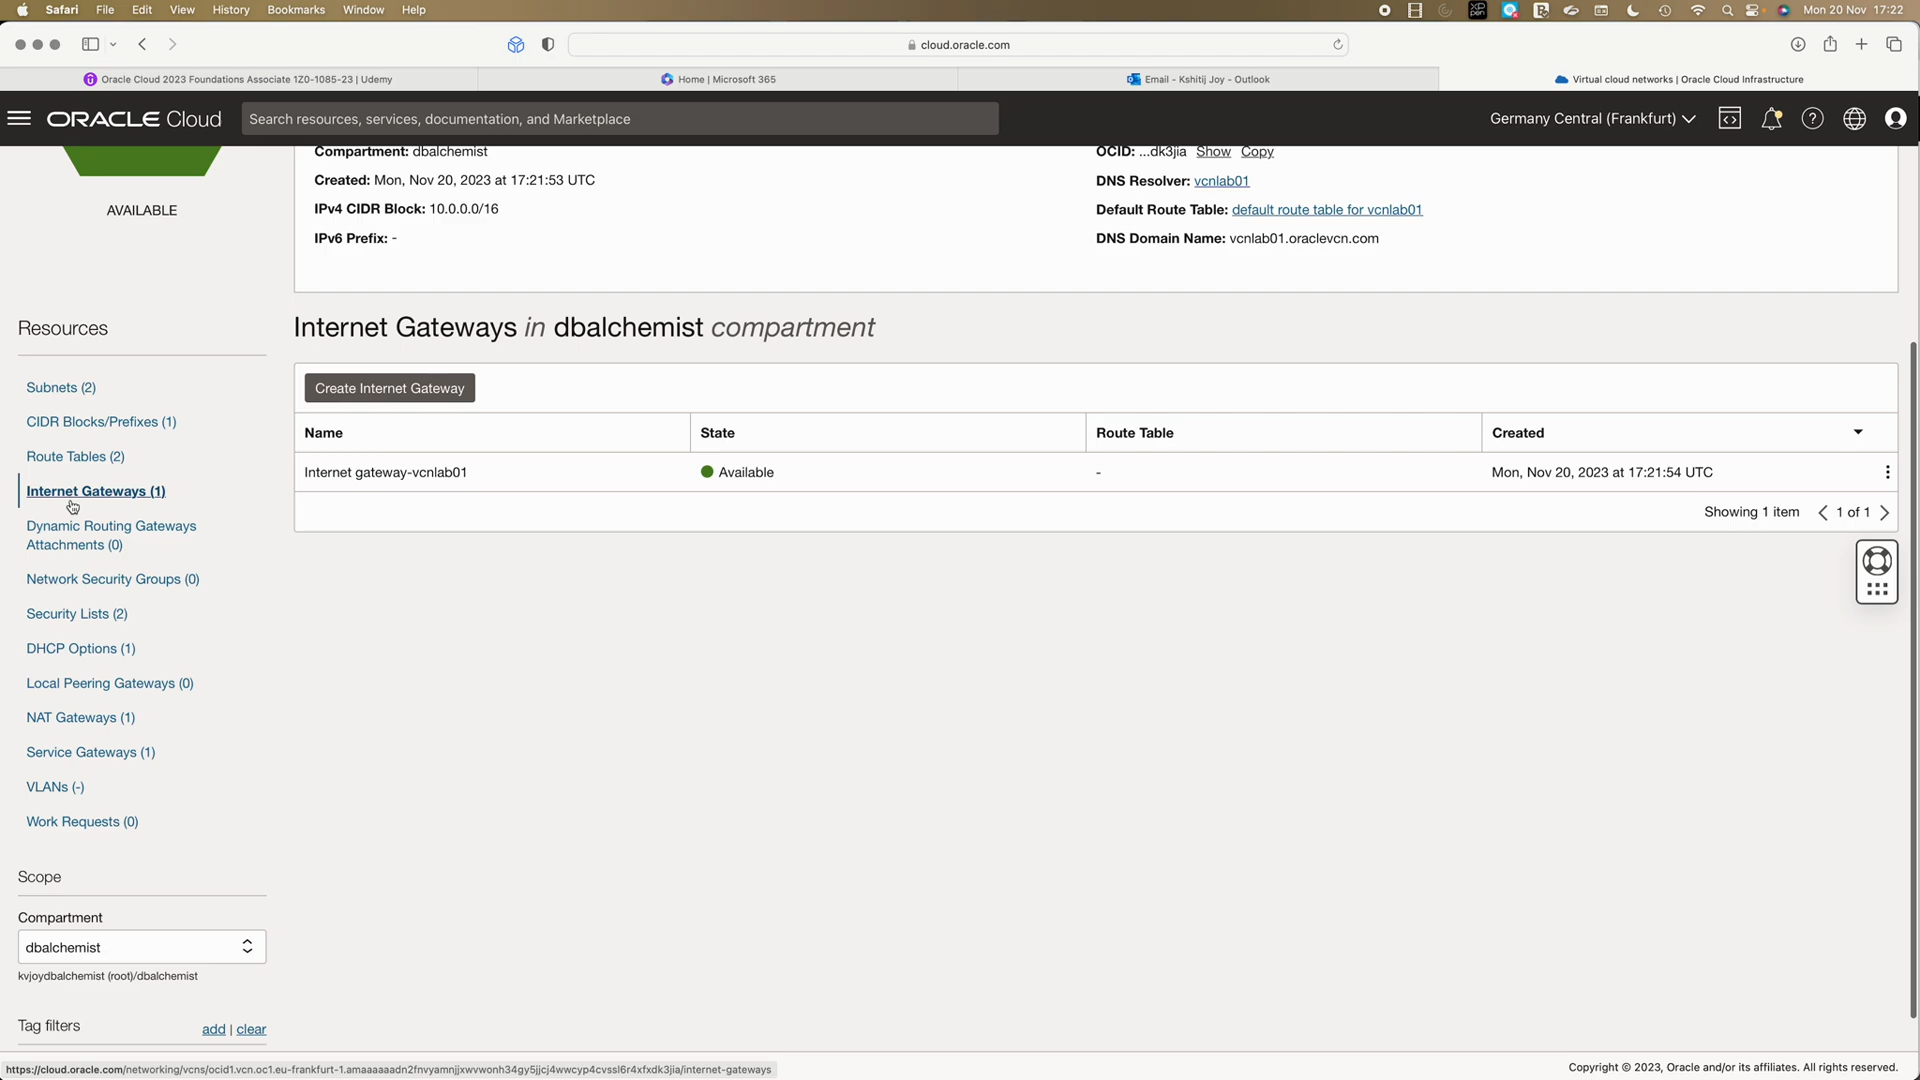 Safari File Edit View History Bookmarks Window Help
XP PEN
Mon 20 Nov 17:22
cloud.oracle.com
Oracle Cloud 2023 Foundations Associate 1Z0-1085-23 | Udemy
Home | Microsoft 365
Email - Kshitij Joy - Outlook
Virtual cloud networks | Oracle Cloud Infrastructure
ORACLE Cloud
Search resources, services, documentation, and Marketplace
Germany Central (Frankfurt)
AVAILABLE
Compartment: dbalchemist
Created: Mon, Nov 20, 2023 at 17:21:53 UTC
IPv4 CIDR Block: 10.0.0.0/16
IPv6 Prefix: -
OCID: ...dk3jia Show Copy
DNS Resolver: vcnlab01
Default Route Table: default route table for vcnlab01
DNS Domain Name: vcnlab01.oraclevcn.com
Resources
Subnets (2)
CIDR Blocks/Prefixes (1)
Route Tables (2)
Internet Gateways (1)
Dynamic Routing Gateways
Attachments (0)
Network Security Groups (0)
Security Lists (2)
DHCP Options (1)
Local Peering Gateways (0)
NAT Gateways (1)
Service Gateways (1)
VLANs (-)
Work Requests (0)
Scope
Compartment
dbalchemist
kvjoydbalchemist (root)/dbalchemist
Tag filters add | clear
Internet Gateways in dbalchemist compartment
Create Internet Gateway
Name State Route Table Created
Internet gateway-vcnlab01 Available - Mon, Nov 20, 2023 at 17:21:54 UTC
Showing 1 item 1 of 1
https://cloud.oracle.com/networking/vcns/ocid1.vcn.oc1.eu-frankfurt-1.amaaaaaadn2fnvyamnjjxwvwonh34gy5jjcj4wwcyp4cvssl6r4xfxdk3jia/internet-gateways
Copyright © 2023, Oracle and/or its affiliates. All rights reserved.